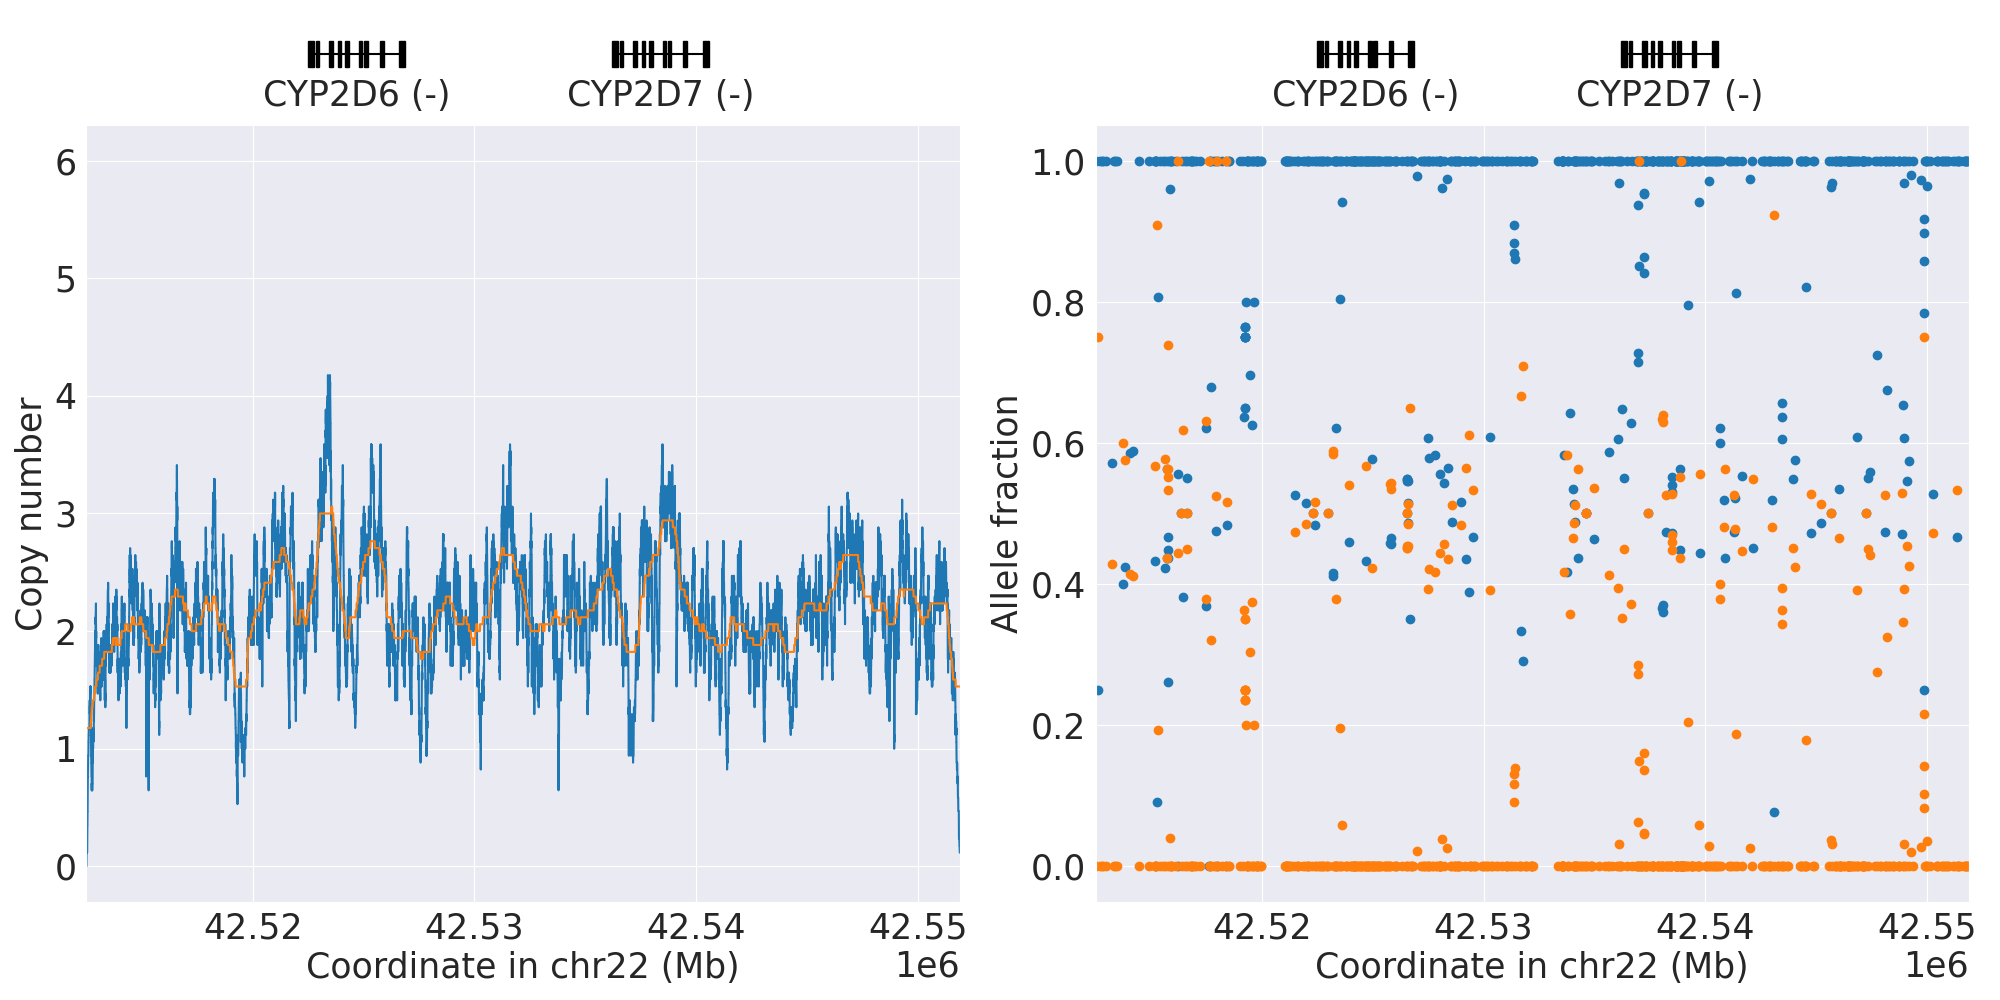 CYP2D6 (-) CYP2D7 (-)
6
5
4
3
2
1
0
Copy number
42.52 42.53 42.54 42.55
Coordinate in chr22 (Mb) 1e6
CYP2D6 (-) CYP2D7 (-)
1.0
0.8
0.6
0.4
0.2
0.0
Allele fraction
42.52 42.53 42.54 42.55
Coordinate in chr22 (Mb) 1e6